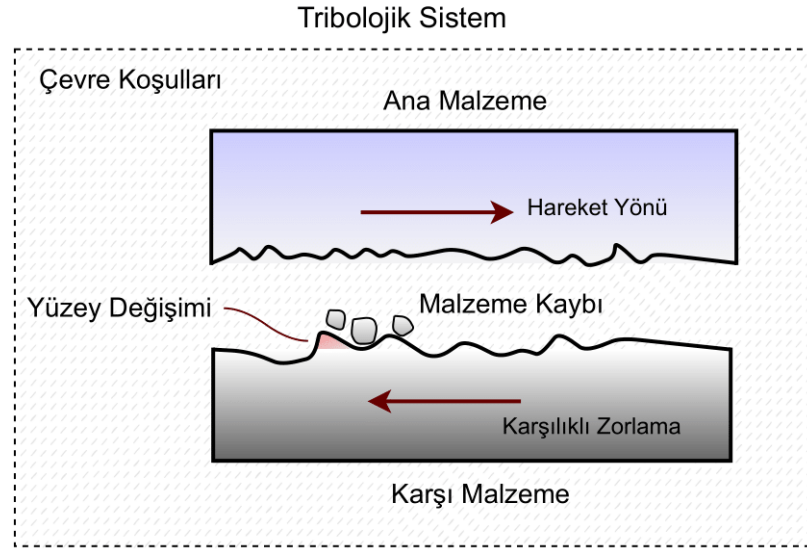 Tribolojik Sistem
Çevre Koşulları
Ana Malzeme
Hareket Yönü
Yüzey Değişimi
Malzeme Kaybı
Karşılıklı Zorlama
Karşı Malzeme